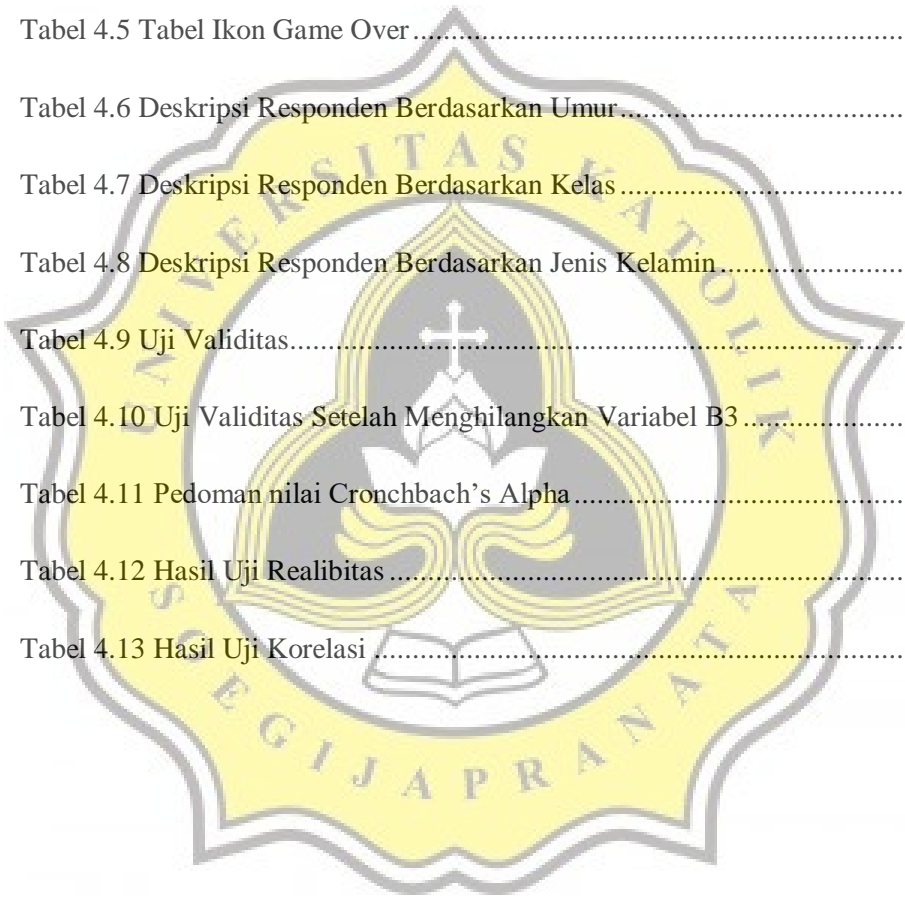 Tabel 4.5 Tabel Ikon Game Over................................................................
Tabel 4.6 Deskripsi Responden Berdasarkan Umur.....................................
Tabel 4.7 Deskripsi Responden Berdasarkan Kelas.....................................
Tabel 4.8 Deskripsi Responden Berdasarkan Jenis Kelamin........................
Tabel 4.9 Uji Validitas................................................................................
Tabel 4.10 Uji Validitas Setelah Menghilangkan Variabel B3.....................
Tabel 4.11 Pedoman nilai Cronchbach’s Alpha...........................................
Tabel 4.12 Hasil Uji Realibitas...................................................................
Tabel 4.13 Hasil Uji Korelasi.....................................................................
UNIVERSITAS KATOLIK
SOEGIJAPRANATA